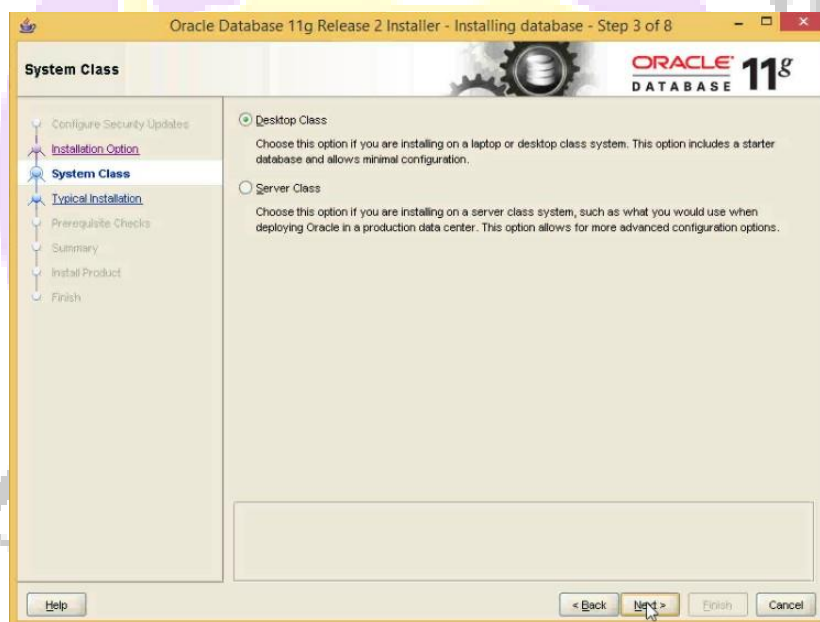 Oracle Database 11g Release 2 Installer - Installing database - Step 3 of 8
System Class
ORACLE
DATABASE
11g
Configure Security Updates
Installation Option
System Class
Typical Installation
Prerequisite Checks
Summary
Install Product
Finish
Desktop Class
Choose this option if you are installing on a laptop or desktop class system. This option includes a starter
database and allows minimal configuration.
Server Class
Choose this option if you are installing on a server class system, such as what you would use when
deploying Oracle in a production data center. This option allows for more advanced configuration options.
Help
< Back
Next >
Finish
Cancel